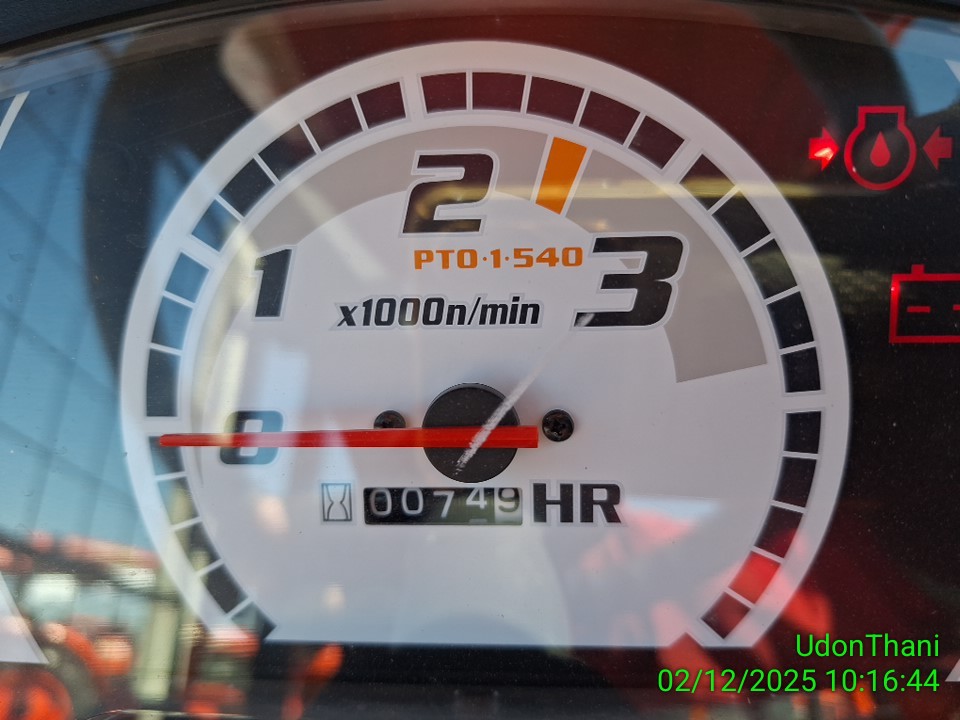 2
PTO·1·540
1
3
x1000n/min
0
00749 HR
UdonThani
02/12/2025 10:16:44